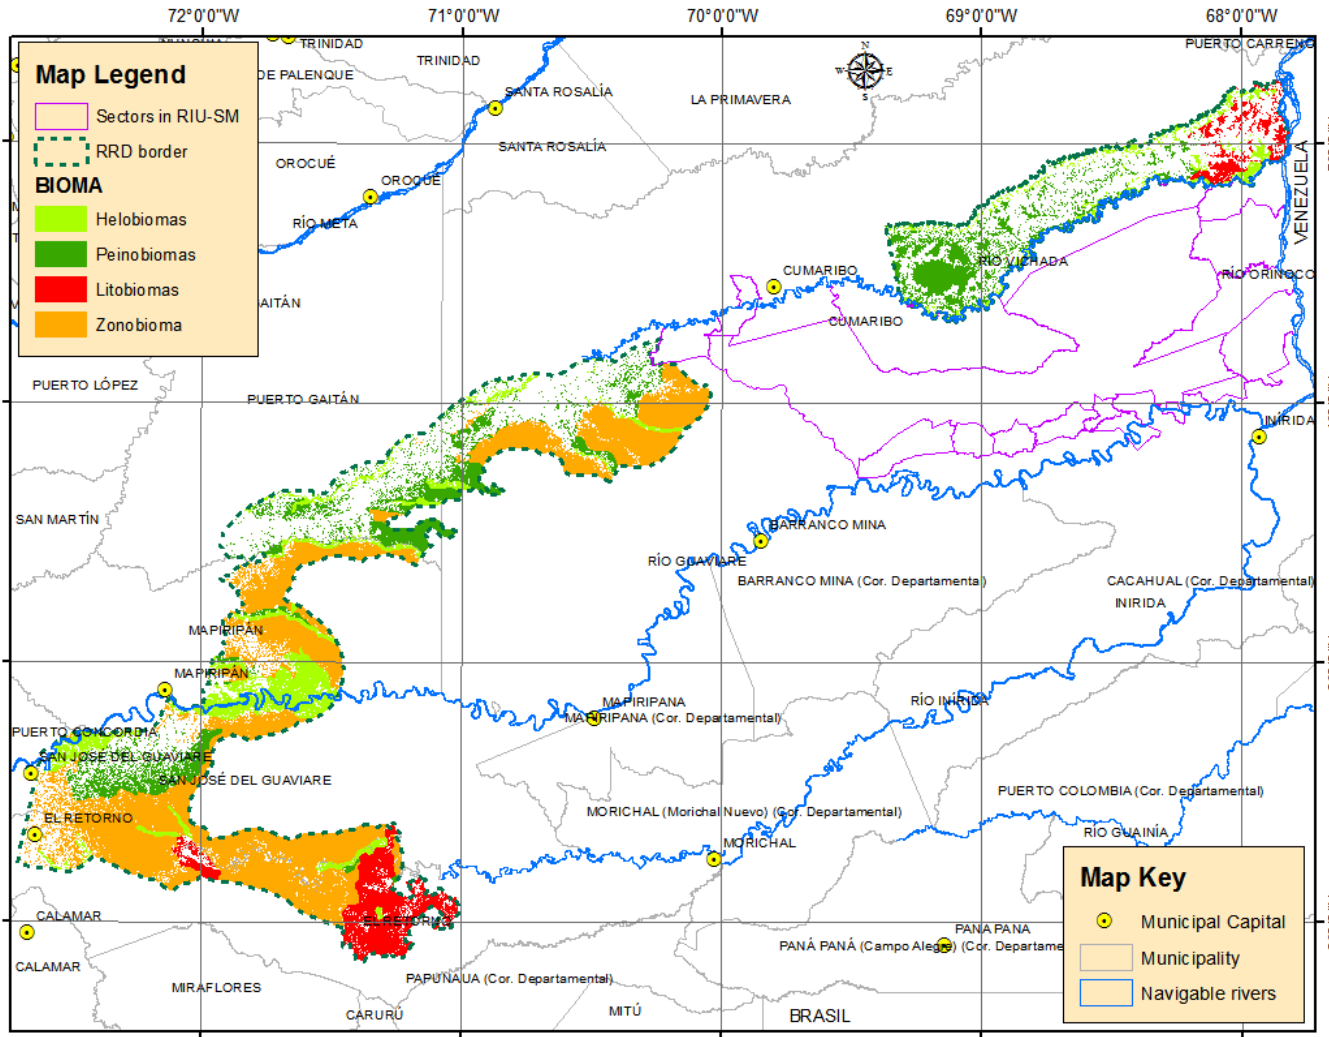 72°0'0"W
71°0'0"W
70°0'0"W
69°0'0"W
68°0'0"W
Map Legend
Sectors in RIU-SM
RRD border
BIOMA
Helobiomas
Peinobiomas
Litobiomas
Zonobioma
TRINIDAD
DE PALENQUE
TRINIDAD
PUERTO CARREÑO
SANTA ROSALÍA
LA PRIMAVERA
N
W
E
S
SANTA ROSALÍA
OROCUÉ
OROCUÉ
RÍO META
VENEZUELA
GAITÁN
CUMARIBO
RÍO VICHADA
RÍO ORINOCO
CUMARIBO
PUERTO LÓPEZ
PUERTO GAITÁN
INÍRIDA
SAN MARTÍN
BARRANCO MINA
RÍO GUAVIARE
BARRANCO MINA (Cor. Departamental)
CACAHUAL (Cor. Departamental)
INIRIDA
MAPIRIPÁN
MAPIRIPÁN
MAPIRIPANA
MAPIRIPANA (Cor. Departamental)
RÍO INÍRIDA
PUERTO CONCORDIA
SAN JOSE DEL GUAVIARE
SAN JOSÉ DEL GUAVIARE
PUERTO COLOMBIA (Cor. Departamental)
EL RETORNO
MORICHAL (Morichal Nuevo) (Cor. Departamental)
RÍO GUAINÍA
MORICHAL
CALAMAR
EL RETORNO
PANA PANA
PANÁ PANÁ (Campo Alegre) (Cor. Departame
CALAMAR
MIRAFLORES
PAPUNAUA (Cor. Departamental)
CARURÚ
MITÚ
BRASIL
Map Key
Municipal Capital
Municipality
Navigable rivers